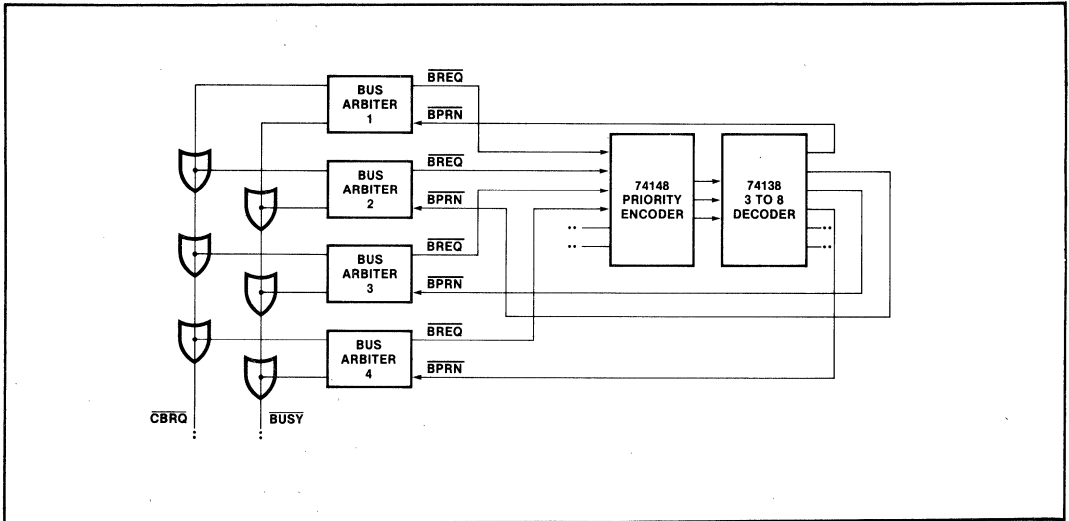 BUS
ARBITER
1
BREQ
BPRN
BUS
ARBITER
2
BREQ
BPRN
BUS
ARBITER
3
BREQ
BPRN
BUS
ARBITER
4
BREQ
BPRN
74148
PRIORITY
ENCODER
74138
3 TO 8
DECODER
CBRQ
BUSY